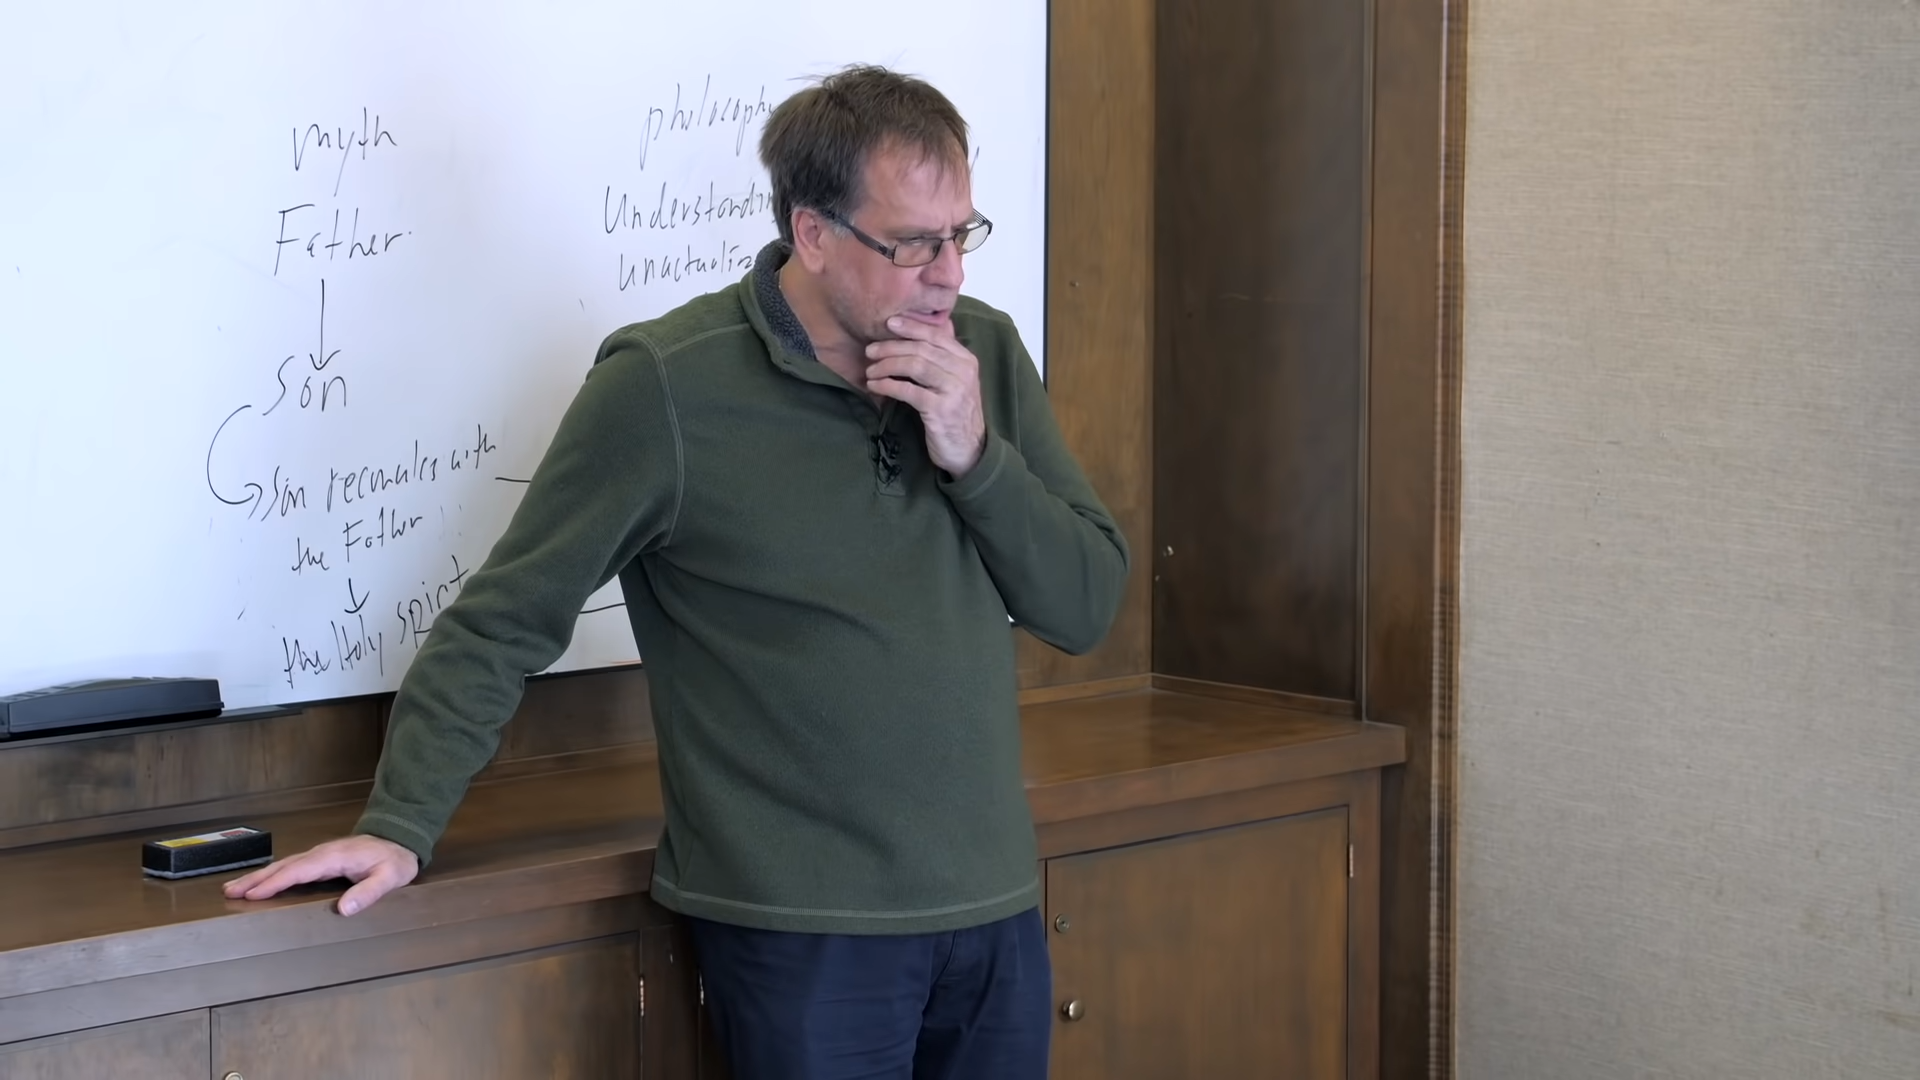 myth
Father
Son
Son reconciles with
the Father
the Holy spirit
philosophy
Understandin
unactualiz